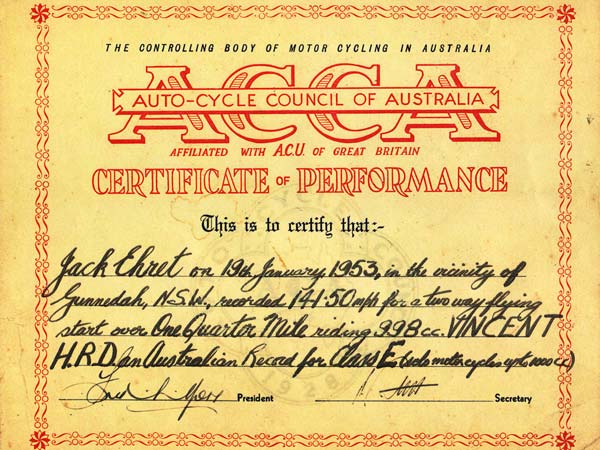 THE CONTROLLING BODY OF MOTOR CYCLING IN AUSTRALIA
ACCA
AUTO-CYCLE COUNCIL OF AUSTRALIA
AFFILIATED WITH A.C.U. OF GREAT BRITAIN
CERTIFICATE OF PERFORMANCE
This is to certify that:-
Jack Ehret on 19th January 1953, in the vicinity of
Gunnedah, N.S.W., recorded 141·50 mph for a two way flying
start over One Quarter Mile riding 998 cc. VINCENT
H.R.D. (an Australian Record for Class E (solo motor cycles up to 1000 cc)
President Secretary